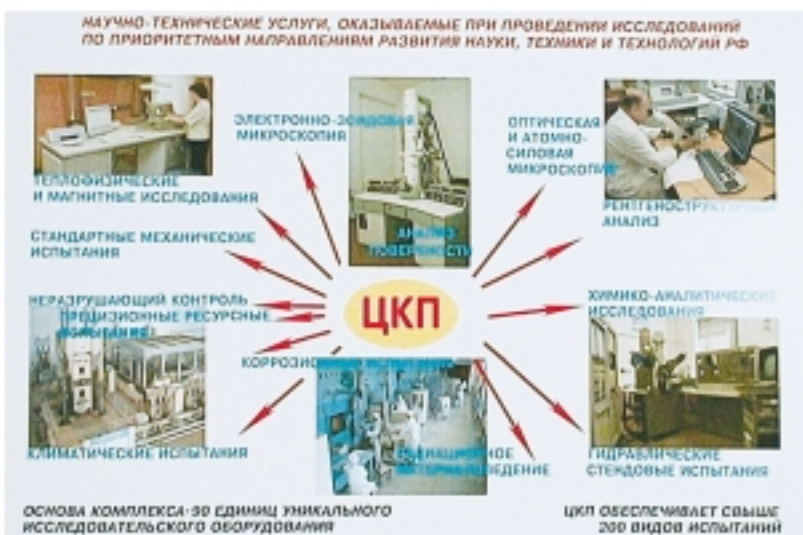 НАУЧНО-ТЕХНИЧЕСКИЕ УСЛУГИ, ОКАЗЫВАЕМЫЕ ПРИ ПРОВЕДЕНИИ ИССЛЕДОВАНИЙ
ПО ПРИОРИТЕТНЫМ НАПРАВЛЕНИЯМ РАЗВИТИЯ НАУКИ, ТЕХНИКИ И ТЕХНОЛОГИЙ РФ
ЭЛЕКТРОННО-ЗОНДОВАЯ
МИКРОСКОПИЯ
ОПТИЧЕСКАЯ
И АТОМНО-
СИЛОВАЯ
МИКРОСКОПИЯ
ТЕПЛОФИЗИЧЕСКИЕ
И МАГНИТНЫЕ ИССЛЕДОВАНИЯ
РЕНТГЕНОСТРУКТУРНЫЙ
АНАЛИЗ
СТАНДАРТНЫЕ МЕХАНИЧЕСКИЕ
ИСПЫТАНИЯ
АНАЛИЗ
ПОВЕРХНОСТИ
НЕРАЗРУШАЮЩИЙ КОНТРОЛЬ
ПРЕЦИЗИОННЫЕ РЕСУРСНЫЕ
ИСПЫТАНИЯ
ЦКП
ХИМИКО-АНАЛИТИЧЕСКИЕ
ИССЛЕДОВАНИЯ
КОРРОЗИОННЫЕ ИСПЫТАНИЯ
КЛИМАТИЧЕСКИЕ ИСПЫТАНИЯ
РАДИАЦИОННОЕ
МАТЕРИАЛОВЕДЕНИЕ
ГИДРАВЛИЧЕСКИЕ
СТЕНДОВЫЕ ИСПЫТАНИЯ
ОСНОВА КОМПЛЕКСА-90 ЕДИНИЦ УНИКАЛЬНОГО
ИССЛЕДОВАТЕЛЬСКОГО ОБОРУДОВАНИЯ
ЦКП ОБЕСПЕЧИВАЕТ СВЫШЕ
200 ВИДОВ ИСПЫТАНИЙ